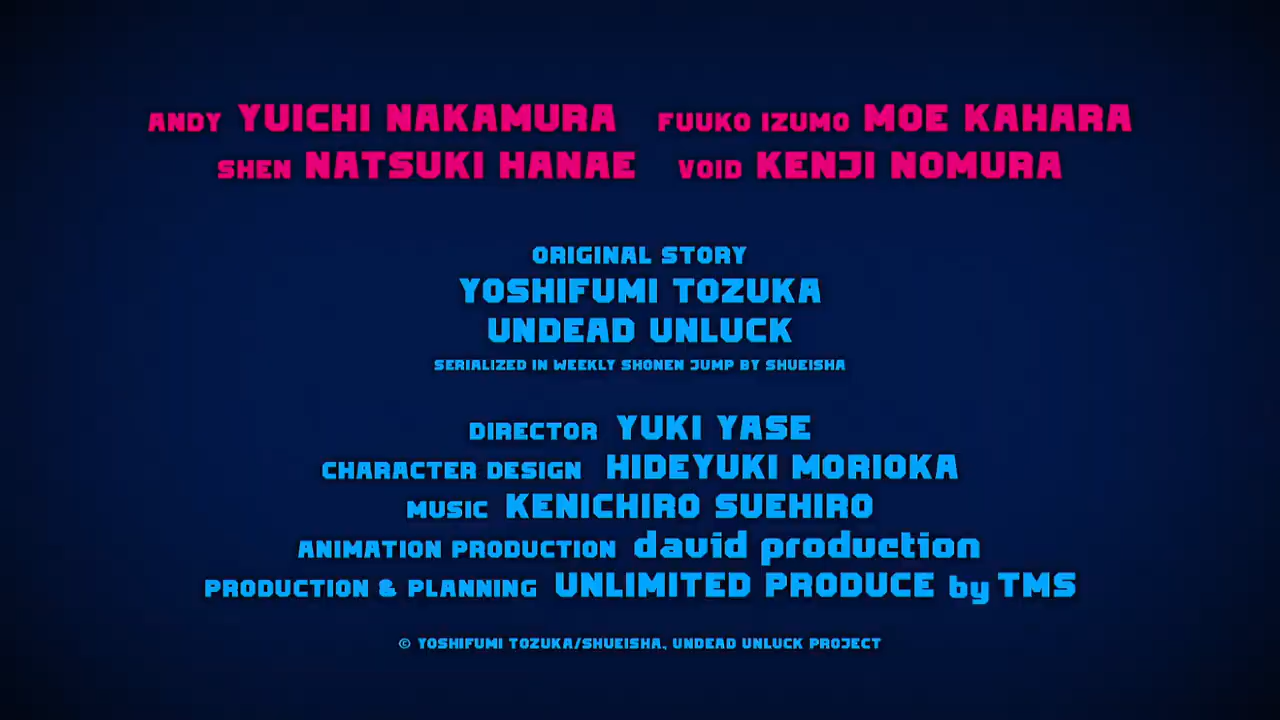 ANDY YUICHI NAKAMURA FUUKO IZUMO MOE KAHARA
SHEN NATSUKI HANAE VOID KENJI NOMURA
ORIGINAL STORY
YOSHIFUMI TOZUKA
UNDEAD UNLUCK
SERIALIZED IN WEEKLY SHONEN JUMP BY SHUEISHA
DIRECTOR YUKI YASE
CHARACTER DESIGN HIDEYUKI MORIOKA
MUSIC KENICHIRO SUEHIRO
ANIMATION PRODUCTION david production
PRODUCTION & PLANNING UNLIMITED PRODUCE by TMS
© YOSHIFUMI TOZUKA/SHUEISHA, UNDEAD UNLUCK PROJECT